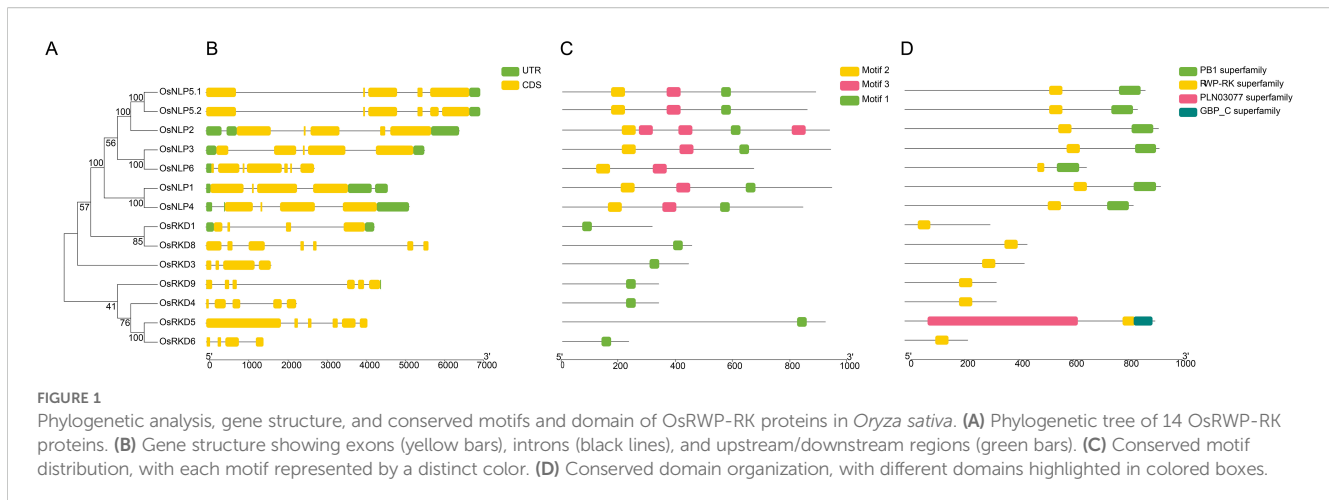 A
B
C
D
UTR
CDS
Motif 2
Motif 3
Motif 1
PB1 superfamily
RWP-RK superfamily
PLN03077 superfamily
GBP_C superfamily
OsNLP5.1
OsNLP5.2
OsNLP2
OsNLP3
OsNLP6
OsNLP1
OsNLP4
OsRKD1
OsRKD8
OsRKD3
OsRKD9
OsRKD4
OsRKD5
OsRKD6
100
100
56
100
100
57
100
85
41
76
100
5' 3'
0 1000 2000 3000 4000 5000 6000 7000
5' 3'
0 200 400 600 800 1000
5' 3'
0 200 400 600 800 1000
FIGURE 1
Phylogenetic analysis, gene structure, and conserved motifs and domain of OsRWP-RK proteins in Oryza sativa. (A) Phylogenetic tree of 14 OsRWP-RK
proteins. (B) Gene structure showing exons (yellow bars), introns (black lines), and upstream/downstream regions (green bars). (C) Conserved motif
distribution, with each motif represented by a distinct color. (D) Conserved domain organization, with different domains highlighted in colored boxes.